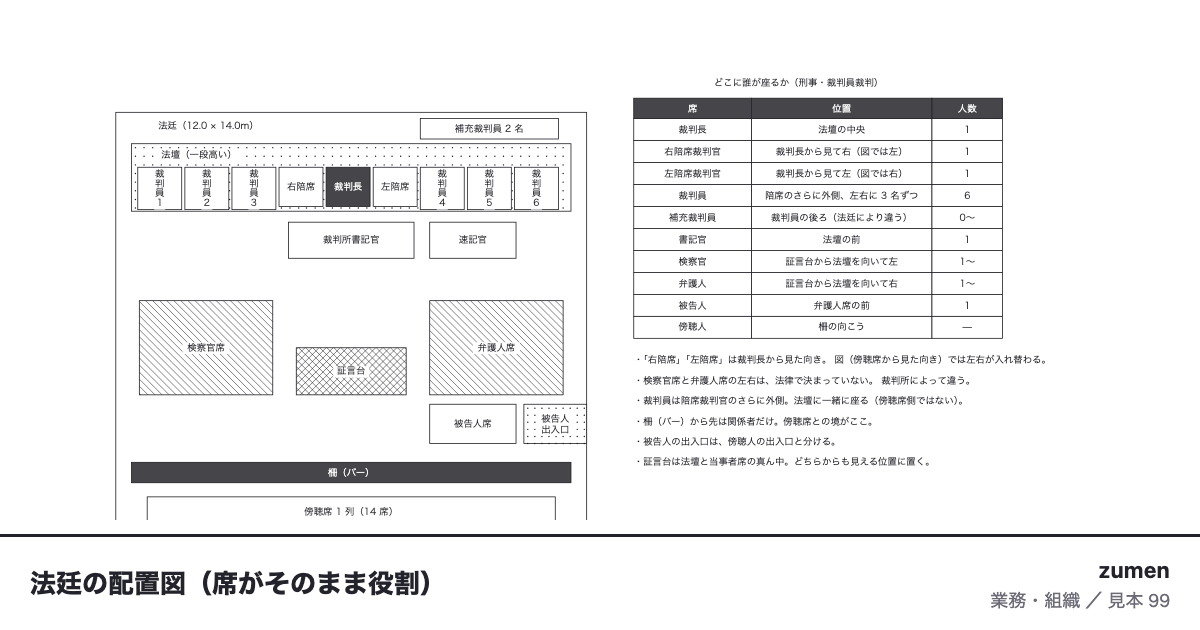 法廷（12.0 × 14.0m）
補充裁判員 2 名
法壇（一段高い）
裁判員1
裁判員2
裁判員3
右陪席
裁判長
左陪席
裁判員4
裁判員5
裁判員6
裁判所書記官
速記官
検察官席
証言台
弁護人席
被告人席
被告人
出入口
柵（バー）
傍聴席 1 列（14 席）
どこに誰が座るか（刑事・裁判員裁判）
席 位置 人数
裁判長 法壇の中央 1
右陪席裁判官 裁判長から見て右（図では左） 1
左陪席裁判官 裁判長から見て左（図では右） 1
裁判員 陪席のさらに外側、左右に 3 名ずつ 6
補充裁判員 裁判員の後ろ（法廷により違う） 0〜
書記官 法壇の前 1
検察官 証言台から法壇を向いて左 1〜
弁護人 証言台から法壇を向いて右 1〜
被告人 弁護人席の前 1
傍聴人 柵の向こう —
・「右陪席」「左陪席」は裁判長から見た向き。 図（傍聴席から見た向き）では左右が入れ替わる。
・検察官席と弁護人席の左右は、法律で決まっていない。 裁判所によって違う。
・裁判員は陪席裁判官のさらに外側。法壇に一緒に座る（傍聴席側ではない）。
・柵（バー）から先は関係者だけ。傍聴席との境がここ。
・被告人の出入口は、傍聴人の出入口と分ける。
・証言台は法壇と当事者席の真ん中。どちらからも見える位置に置く。
法廷の配置図（席がそのまま役割）
zumen
業務・組織 ／ 見本 99